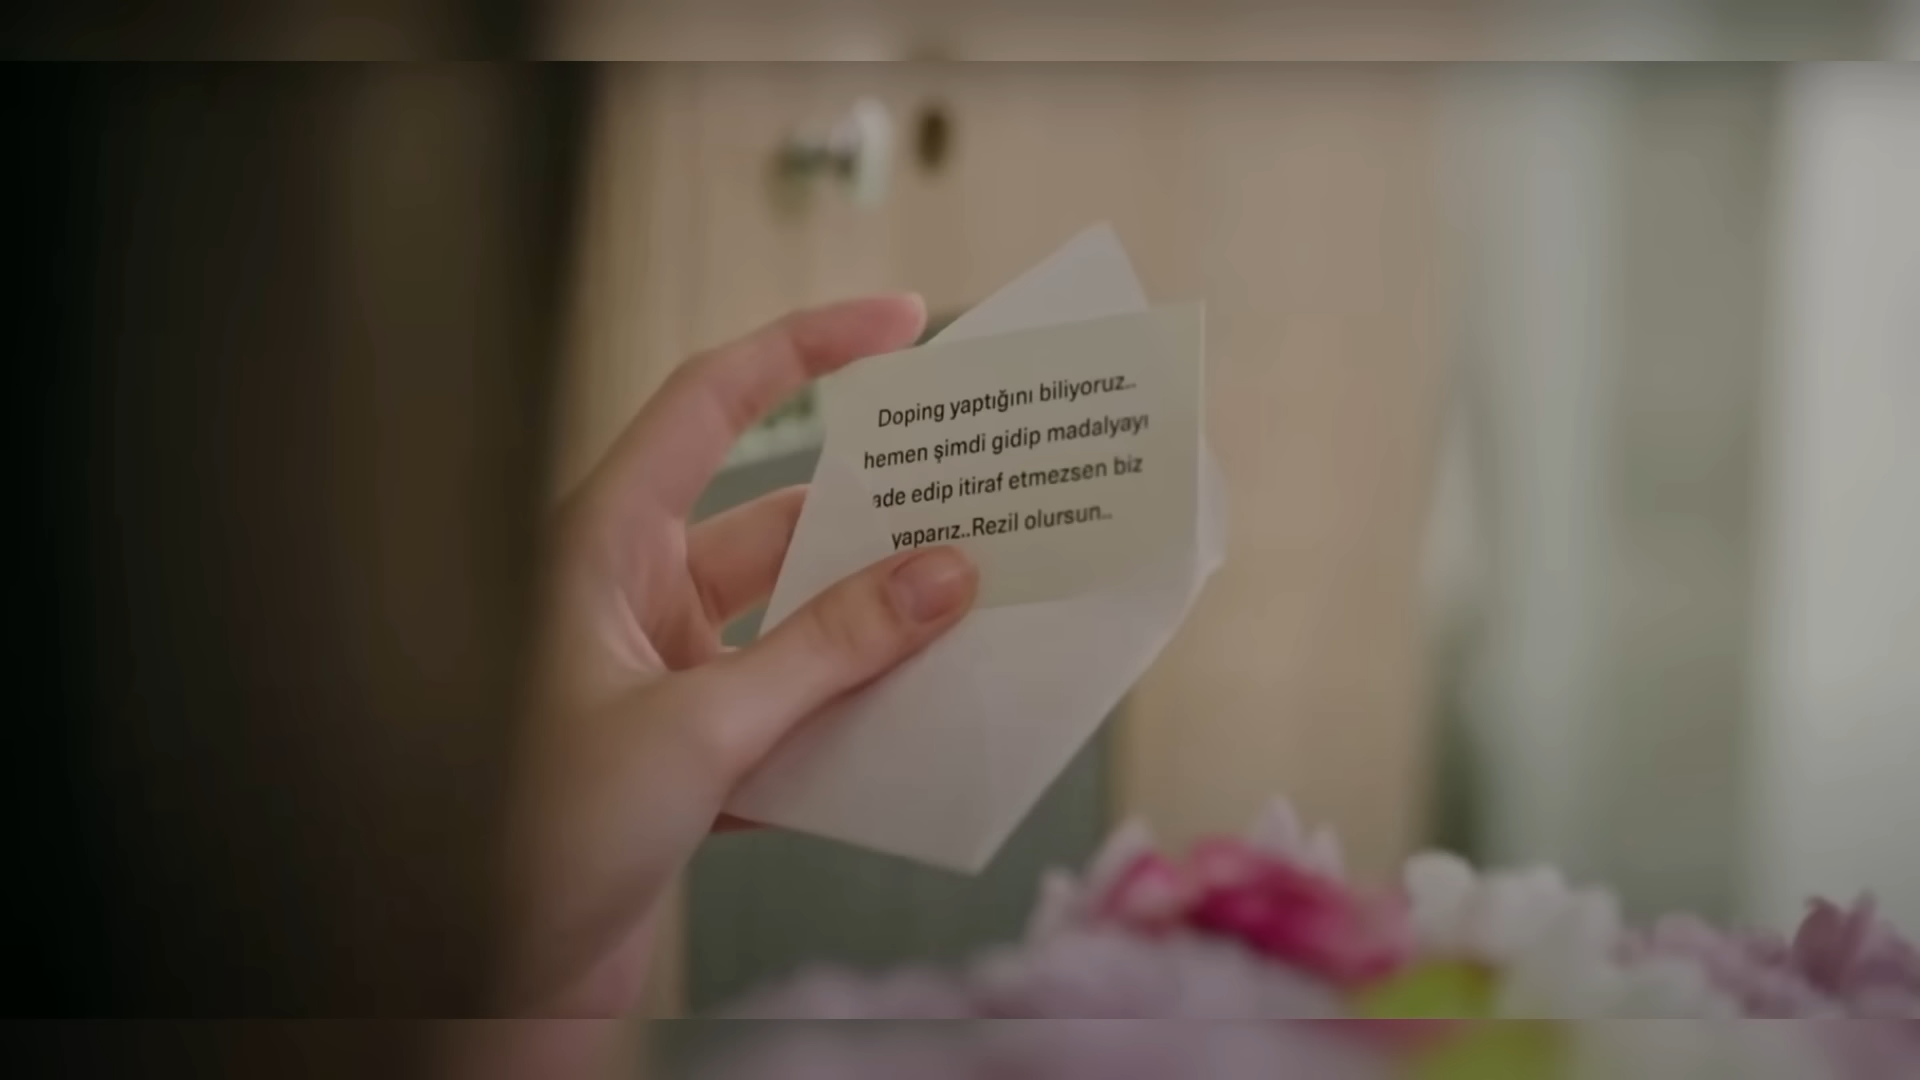 Doping yaptığını biliyoruz..
hemen şimdi gidip madalyayı
ade edip itiraf etmezsen biz
yaparız..Rezil olursun..